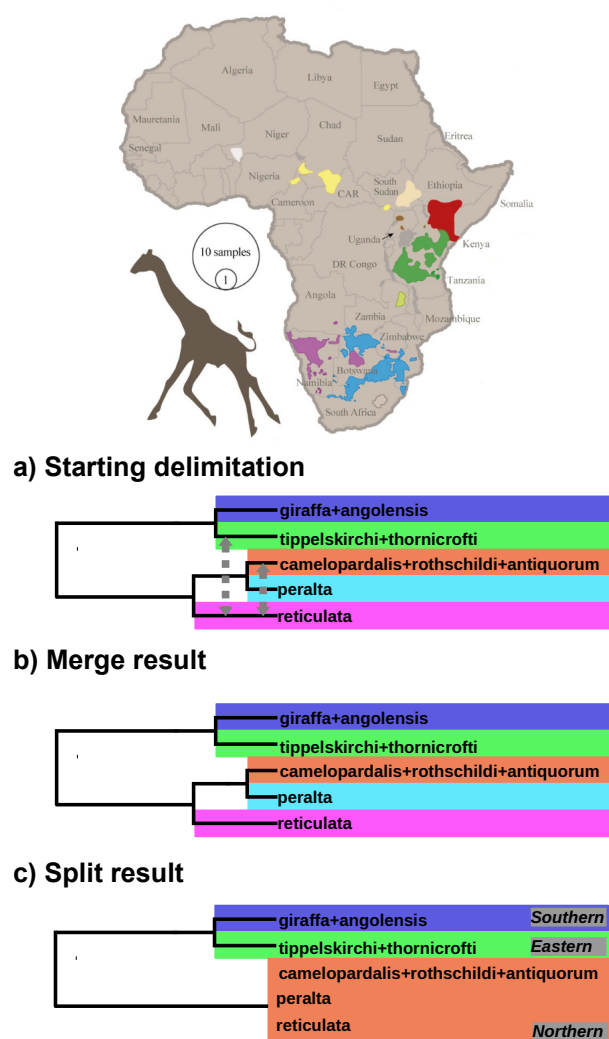 Algeria
Libya
Egypt
Mauretania
Mali
Niger
Chad
Sudan
Eritrea
Senegal
Nigeria
CAR
South
Sudan
Ethiopia
Somalia
Cameroon
Uganda
Kenya
DR Congo
Tanzania
10 samples
1
Angola
Zambia
Mozambique
Zimbabwe
Namibia
Botswana
South Africa
a) Starting delimitation
giraffa+angolensis
tippelskirchi+thornicrofti
camelopardalis+rothschildi+antiquorum
peralta
reticulata
b) Merge result
giraffa+angolensis
tippelskirchi+thornicrofti
camelopardalis+rothschildi+antiquorum
peralta
reticulata
c) Split result
giraffa+angolensis Southern
tippelskirchi+thornicrofti Eastern
camelopardalis+rothschildi+antiquorum
peralta
reticulata Northern